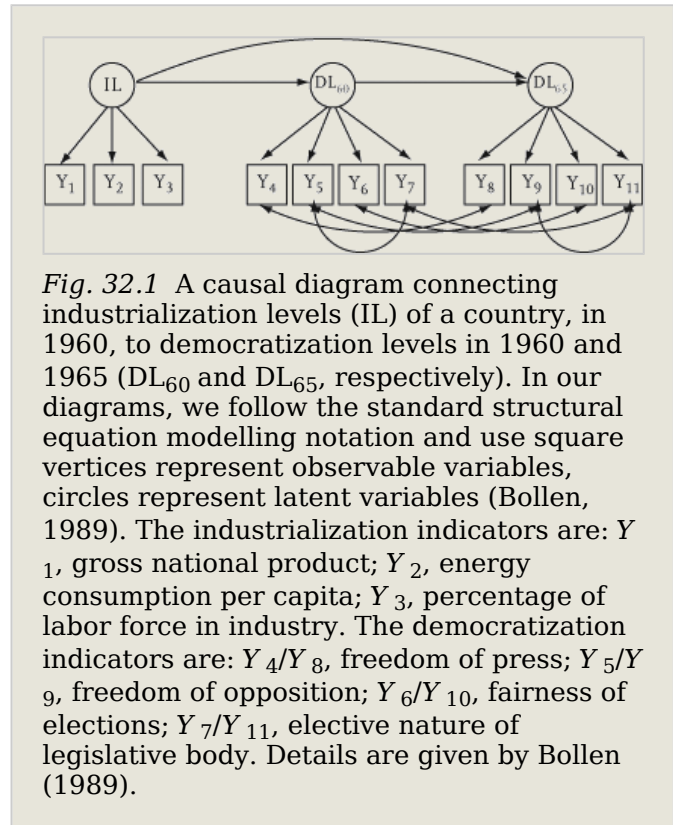 IL DL₆₀ DL₆₅
Y₁ Y₂ Y₃ Y₄ Y₅ Y₆ Y₇ Y₈ Y₉ Y₁₀ Y₁₁
Fig. 32.1 A causal diagram connecting
industrialization levels (IL) of a country, in
1960, to democratization levels in 1960 and
1965 (DL₆₀ and DL₆₅, respectively). In our
diagrams, we follow the standard structural
equation modelling notation and use square
vertices represent observable variables,
circles represent latent variables (Bollen,
1989). The industrialization indicators are: Y
₁, gross national product; Y ₂, energy
consumption per capita; Y ₃, percentage of
labor force in industry. The democratization
indicators are: Y ₄/Y ₈, freedom of press; Y ₅/Y
₉, freedom of opposition; Y ₆/Y ₁₀, fairness of
elections; Y ₇/Y ₁₁, elective nature of
legislative body. Details are given by Bollen
(1989).